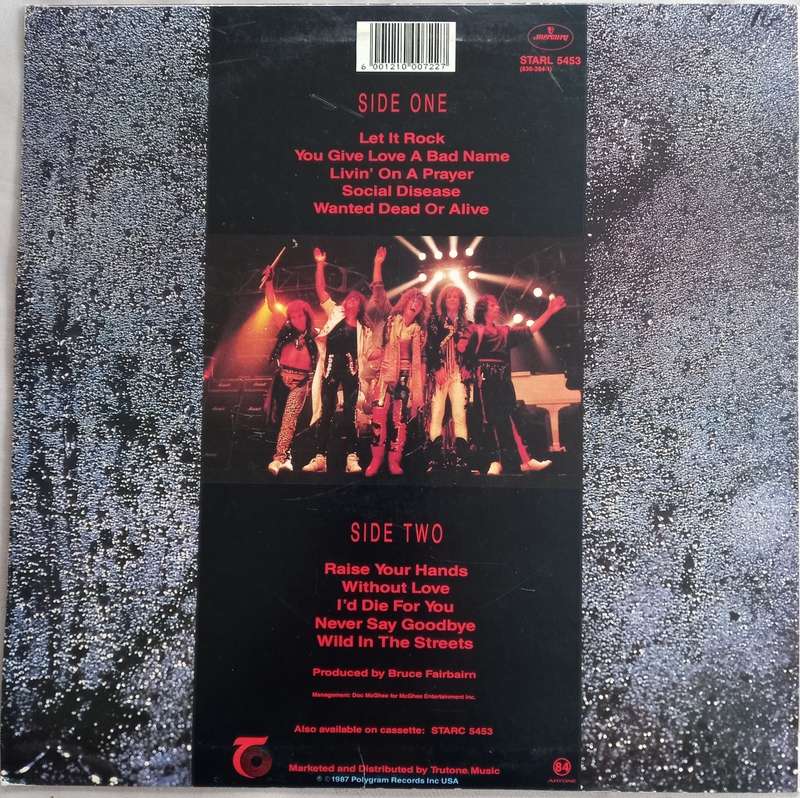 mercury
STARL 5453
(830-264-1)
6 001210 007227
SIDE ONE
Let It Rock
You Give Love A Bad Name
Livin' On A Prayer
Social Disease
Wanted Dead Or Alive
SIDE TWO
Raise Your Hands
Without Love
I'd Die For You
Never Say Goodbye
Wild In The Streets
Produced by Bruce Fairbairn
Management: Doc McGhee for McGhee Entertainment Inc.
Also available on cassette: STARC 5453
Marketed and Distributed by Trutone Music
℗ © 1987 Polygram Records Inc USA
84
ARTONE